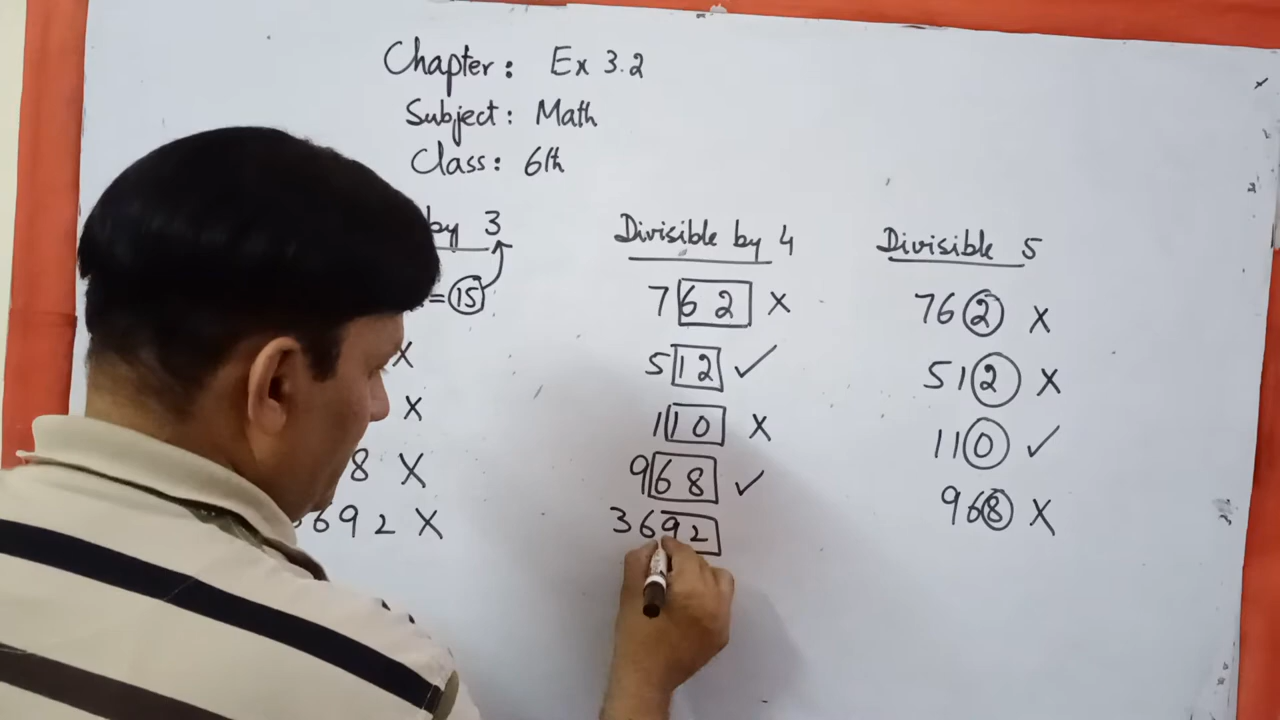 Chapter: Ex 3.2
Subject: Math
Class: 6th
by 3
= 15
X
X
8 X
692 X
Divisible by 4
762 X
512 ✓
110 X
968 ✓
3692
Divisible 5
762 X
512 X
110 ✓
968 X